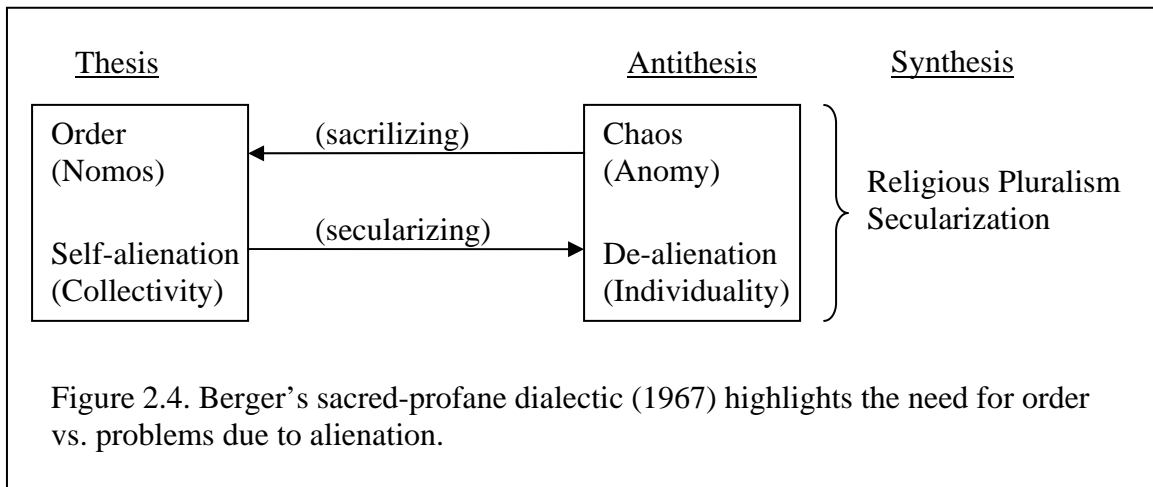 Thesis
Antithesis
Synthesis
Order
(Nomos)
(sacrilizing)
Chaos
(Anomy)
Self-alienation
(Collectivity)
(secularizing)
De-alienation
(Individuality)
Religious Pluralism
Secularization
Figure 2.4. Berger’s sacred-profane dialectic (1967) highlights the need for order
vs. problems due to alienation.